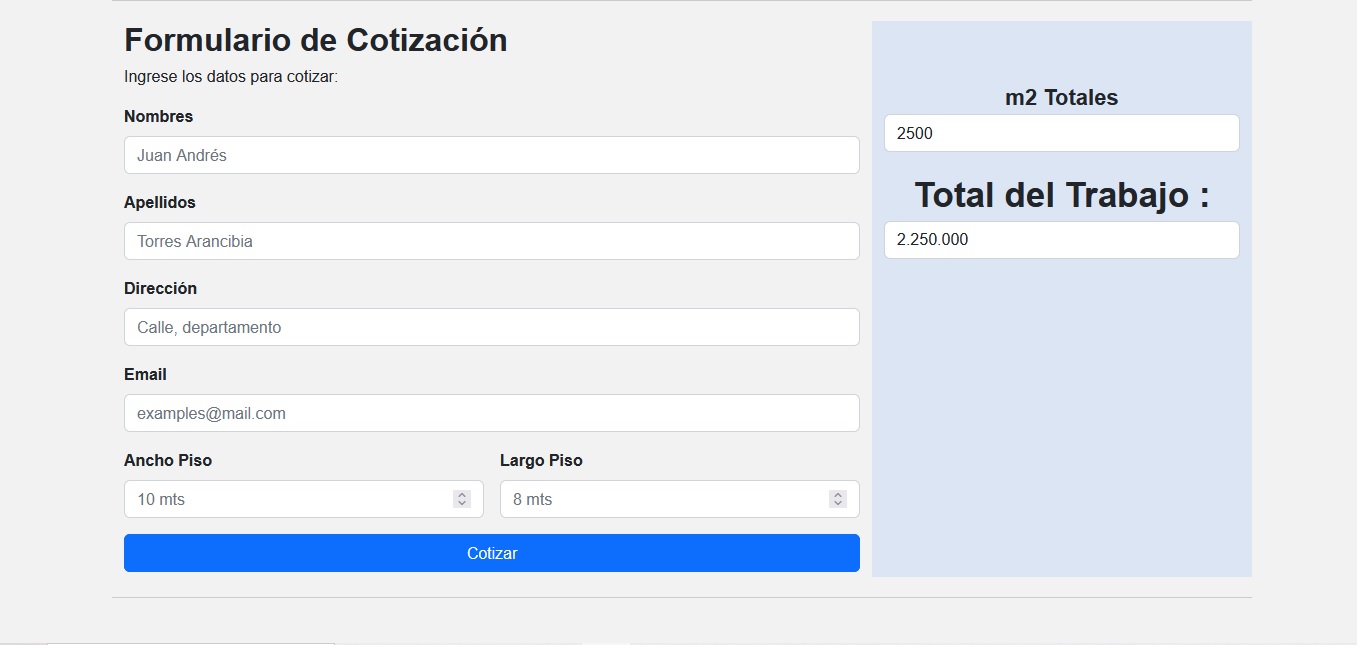 Formulario de Cotización
Ingrese los datos para cotizar:
Nombres
Juan Andrés
Apellidos
Torres Arancibia
Dirección
Calle, departamento
Email
examples@mail.com
Ancho Piso
10 mts
Largo Piso
8 mts
Cotizar
m2 Totales
2500
Total del Trabajo :
2.250.000